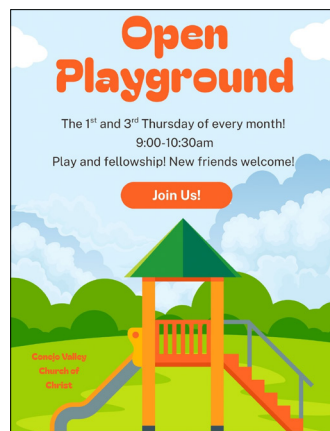 Open
Playground
The 1st and 3rd Thursday of every month!
9:00-10:30am
Play and fellowship! New friends welcome!
Join Us!
Conejo Valley
Church of
Christ